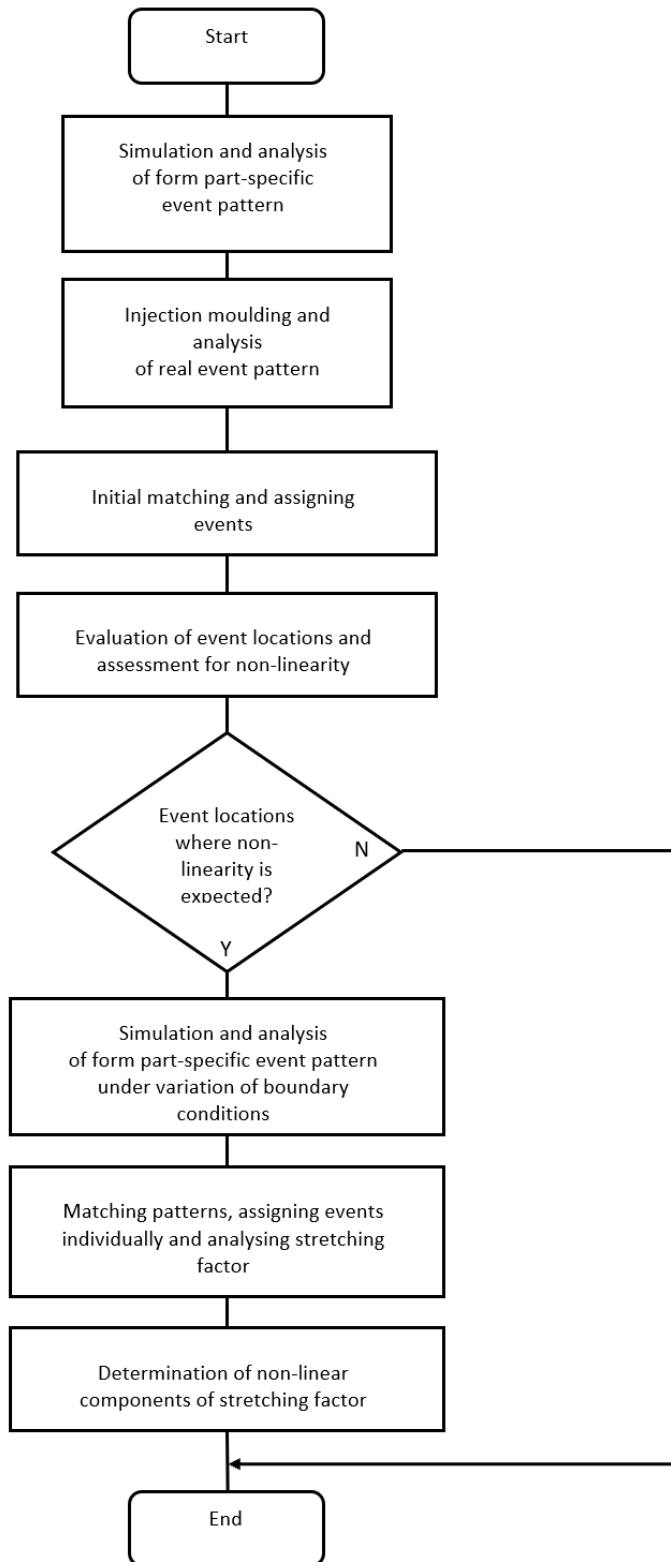 Start
Simulation and analysis
of form part-specific
event pattern
Injection moulding and
analysis
of real event pattern
Initial matching and assigning
events
Evaluation of event locations and
assessment for non-linearity
Event locations
where non-
linearity is
expected?
N
Y
Simulation and analysis
of form part-specific event pattern
under variation of boundary
conditions
Matching patterns, assigning events
individually and analysing stretching
factor
Determination of non-linear
components of stretching factor
End